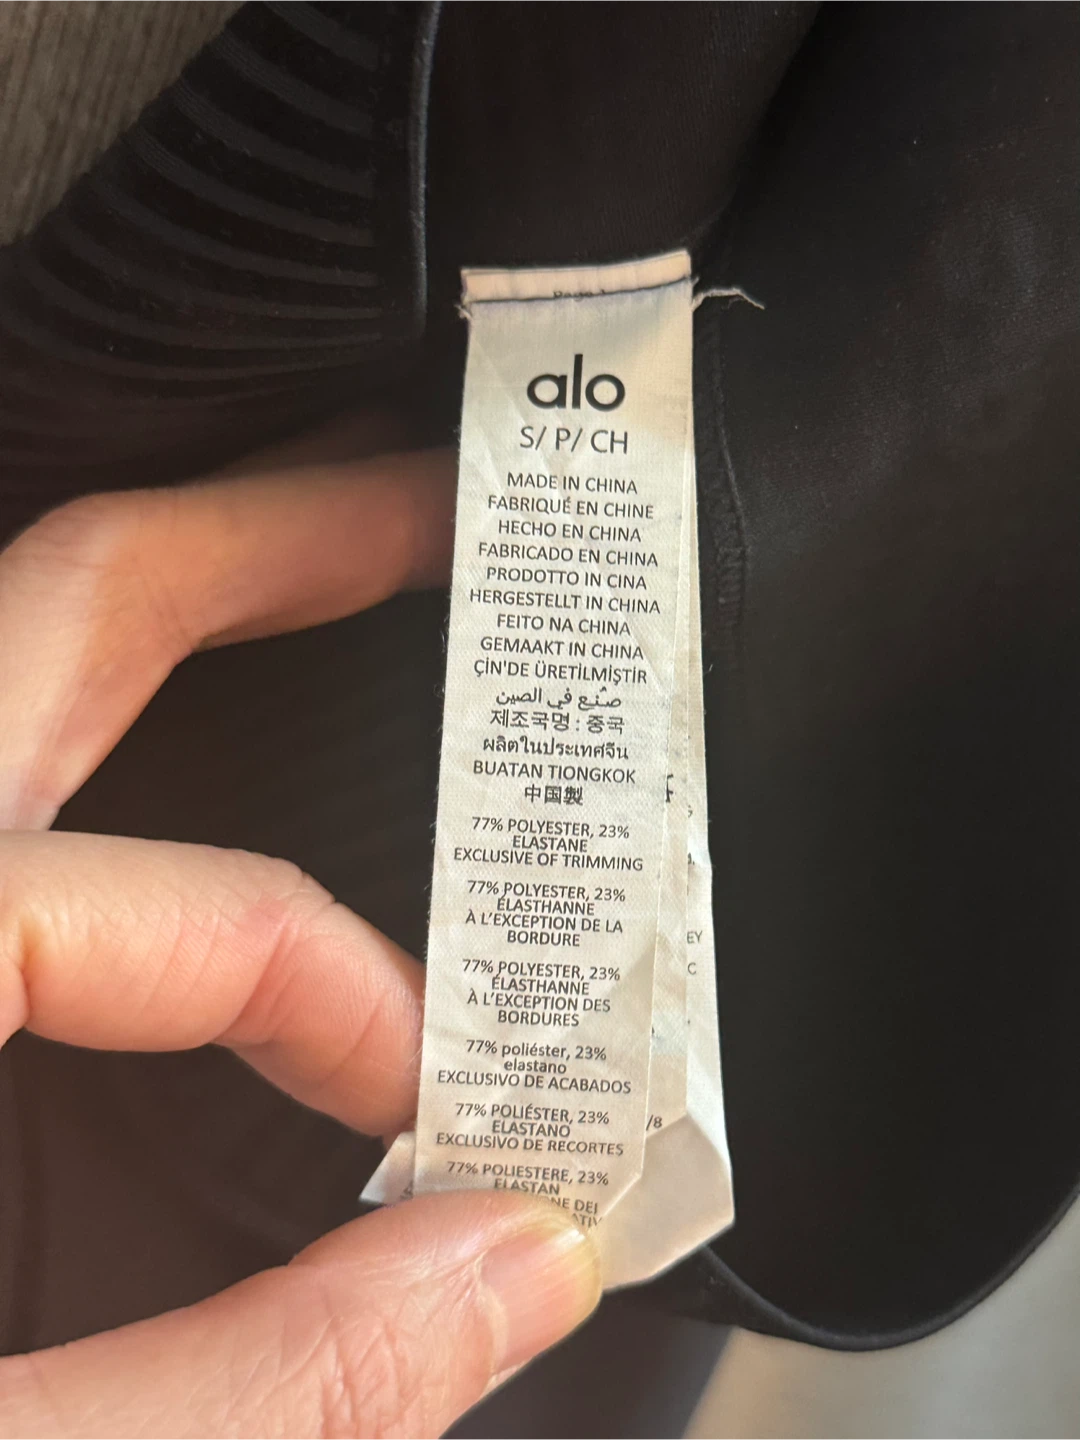 alo
S/ P/ CH
MADE IN CHINA
FABRIQUÉ EN CHINE
HECHO EN CHINA
FABRICADO EN CHINA
PRODOTTO IN CINA
HERGESTELLT IN CHINA
FEITO NA CHINA
GEMAAKT IN CHINA
ÇİN'DE ÜRETİLMİŞTİR
صُنع في الصين
제조국명 : 중국
ผลิตในประเทศจีน
BUATAN TIONGKOK
中国製
77% POLYESTER, 23%
ELASTANE
EXCLUSIVE OF TRIMMING
77% POLYESTER, 23%
ÉLASTHANNE
À L'EXCEPTION DE LA
BORDURE
77% POLYESTER, 23%
ÉLASTHANNE
À L'EXCEPTION DES
BORDURES
77% poliéster, 23%
elastano
EXCLUSIVO DE ACABADOS
77% POLIÉSTER, 23%
ELASTANO
EXCLUSIVO DE RECORTES
77% POLIESTERE, 23%
ELASTAN
DEI
EY
C
/8